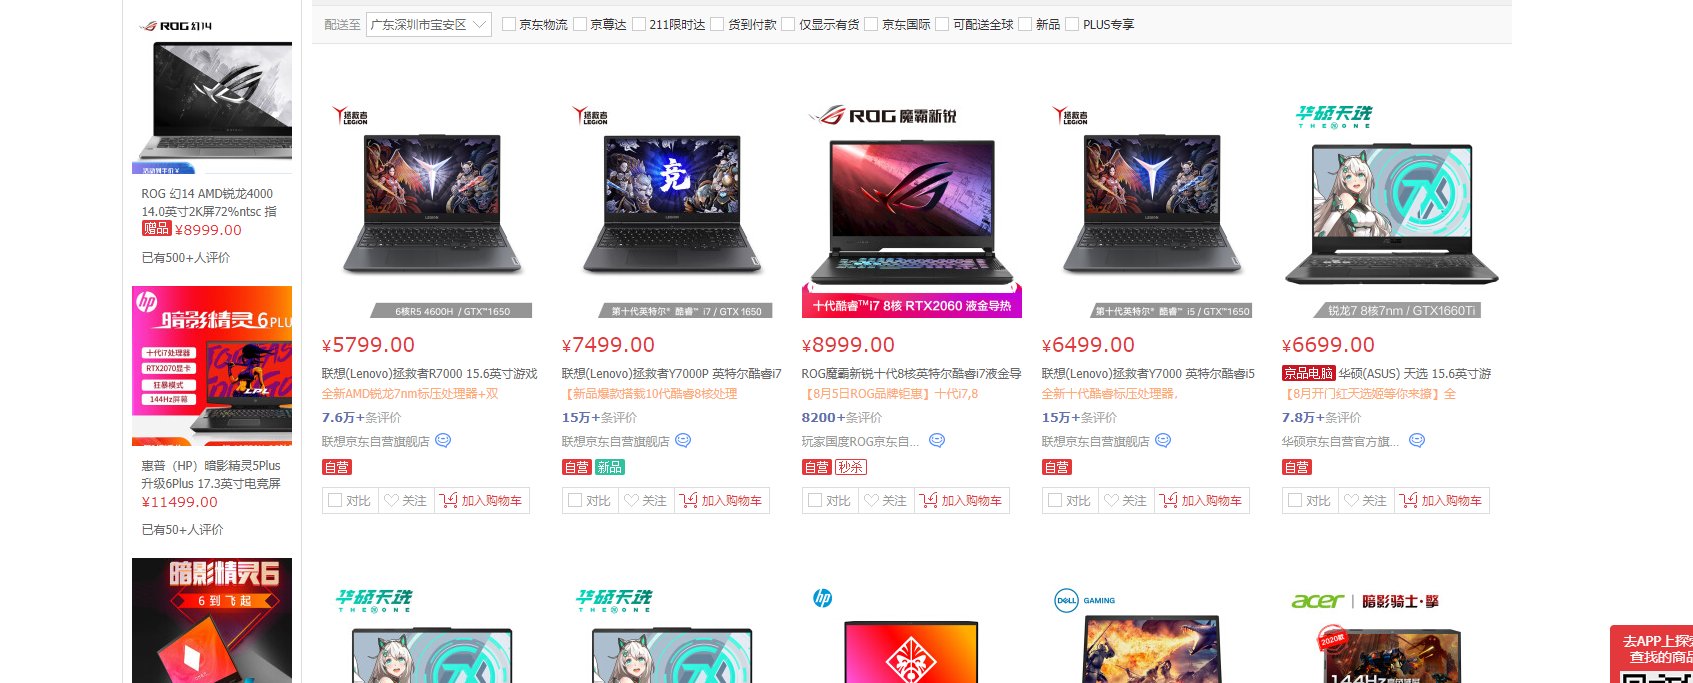 配送至 广东深圳市宝安区 京东物流 京尊达 211限时达 货到付款 仅显示有货 京东国际 可配送全球 新品 PLUS专享
ROG 幻14
ROG 幻14 AMD锐龙4000
14.0英寸2K屏72%ntsc 指
赠品 ¥8999.00
已有500+人评价
hp
暗影精灵6PLU
十代i7处理器
RTX2070显卡
狂暴模式
144Hz屏幕
惠普（HP）暗影精灵5Plus
升级6Plus 17.3英寸电竞屏
¥11499.00
已有50+人评价
暗影精灵6
6 到飞起
拯救者
LEGION
6核R5 4600H / GTX™1650
¥5799.00
联想(Lenovo)拯救者R7000 15.6英寸游戏
全新AMD锐龙7nm标压处理器+双
7.6万+条评价
联想京东自营旗舰店
自营
对比 关注 加入购物车
拯救者
LEGION
竞
第十代英特尔® 酷睿™ i7 / GTX 1650
¥7499.00
联想(Lenovo)拯救者Y7000P 英特尔酷睿i7
【新品爆款搭载10代酷睿8核处理
15万+条评价
联想京东自营旗舰店
自营 新品
对比 关注 加入购物车
ROG 魔霸新锐
十代酷睿™i7 8核 RTX2060 液金导热
¥8999.00
ROG魔霸新锐十代8核英特尔酷睿i7液金导
【8月5日ROG品牌钜惠】十代i7,8
8200+条评价
玩家国度ROG京东自...
自营 秒杀
对比 关注 加入购物车
拯救者
LEGION
第十代英特尔® 酷睿™ i5 / GTX™1650
¥6499.00
联想(Lenovo)拯救者Y7000 英特尔酷睿i5
全新十代酷睿标压处理器,
15万+条评价
联想京东自营旗舰店
自营
对比 关注 加入购物车
华硕天选
THE ONE
锐龙7 8核7nm / GTX1660Ti
¥6699.00
京品电脑 华硕(ASUS) 天选 15.6英寸游
【8月开门红天选姬等你来撩】全
7.8万+条评价
华硕京东自营官方旗...
自营
对比 关注 加入购物车
华硕天选
THE ONE
华硕天选
THE ONE
hp
DELL GAMING
acer | 暗影骑士·擎
2020款
144Hz
去APP上探索
查找的商品